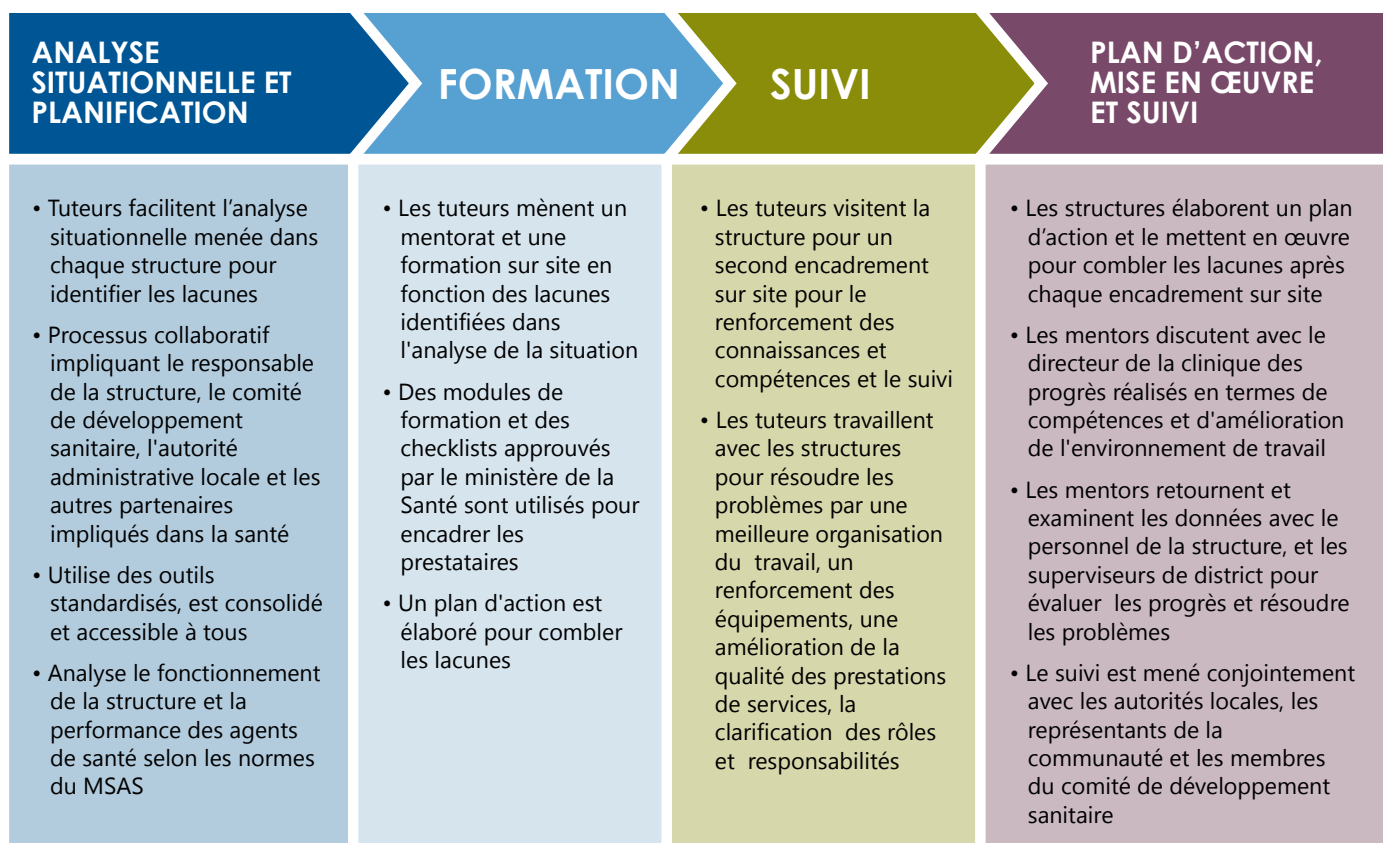 ANALYSE
SITUATIONNELLE ET
PLANIFICATION
FORMATION
SUIVI
PLAN D’ACTION,
MISE EN ŒUVRE
ET SUIVI
• Tuteurs facilitent l’analyse
situationnelle menée dans
chaque structure pour
identifier les lacunes
• Processus collaboratif
impliquant le responsable
de la structure, le comité
de développement
sanitaire, l'autorité
administrative locale et les
autres partenaires
impliqués dans la santé
• Utilise des outils
standardisés, est consolidé
et accessible à tous
• Analyse le fonctionnement
de la structure et la
performance des agents
de santé selon les normes
du MSAS
• Les tuteurs mènent un
mentorat et une
formation sur site en
fonction des lacunes
identifiées dans
l'analyse de la situation
• Des modules de
formation et des
checklists approuvés
par le ministère de la
Santé sont utilisés pour
encadrer les
prestataires
• Un plan d'action est
élaboré pour combler
les lacunes
• Les tuteurs visitent la
structure pour un
second encadrement
sur site pour le
renforcement des
connaissances et
compétences et le suivi
• Les tuteurs travaillent
avec les structures
pour résoudre les
problèmes par une
meilleure organisation
du travail, un
renforcement des
équipements, une
amélioration de la
qualité des prestations
de services, la
clarification des rôles
et responsabilités
• Les structures élaborent un plan
d’action et le mettent en œuvre
pour combler les lacunes après
chaque encadrement sur site
• Les mentors discutent avec le
directeur de la clinique des
progrès réalisés en termes de
compétences et d'amélioration
de l'environnement de travail
• Les mentors retournent et
examinent les données avec le
personnel de la structure, et les
superviseurs de district pour
évaluer les progrès et résoudre
les problèmes
• Le suivi est mené conjointement
avec les autorités locales, les
représentants de la
communauté et les membres
du comité de développement
sanitaire